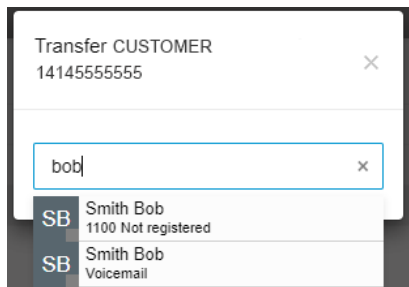 Transfer CUSTOMER
14145555555
bob
SB
Smith Bob
1100 Not registered
SB
Smith Bob
Voicemail